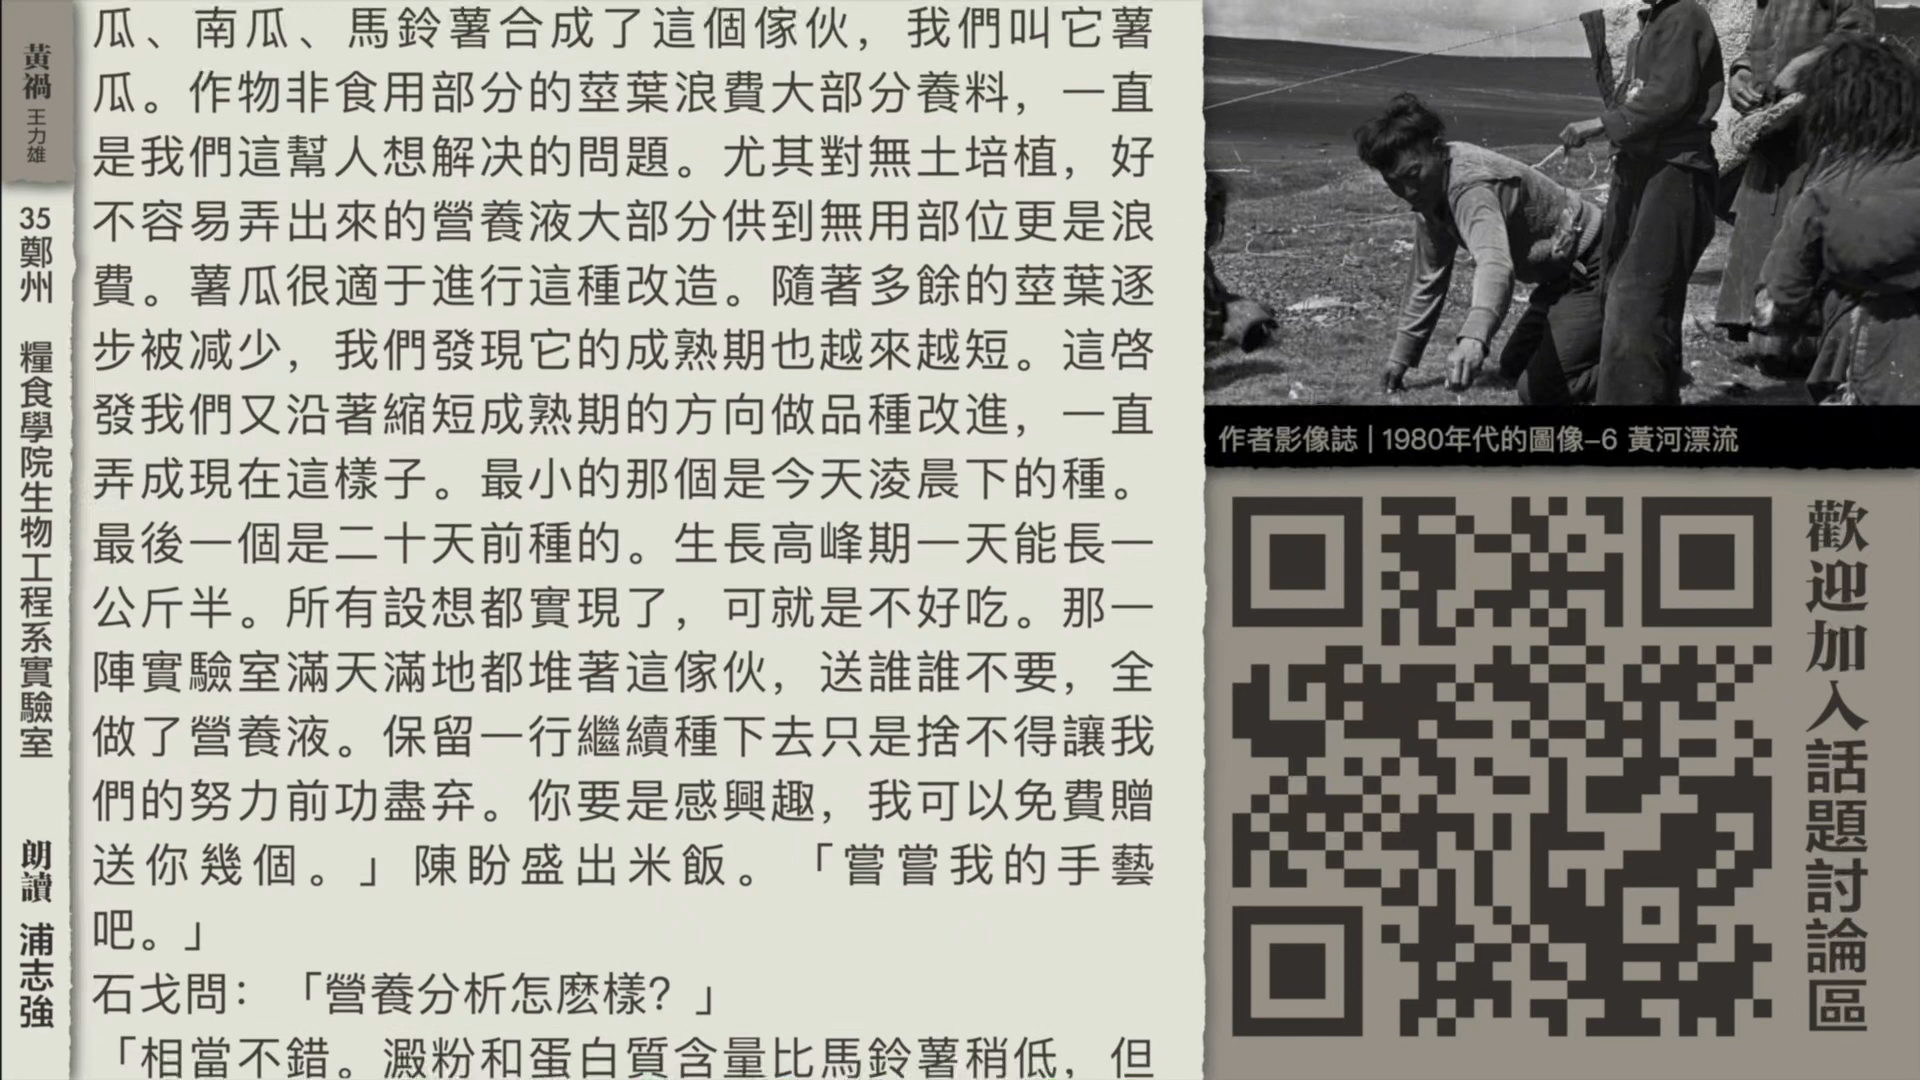 黃禍 王力雄
35 鄭州 糧食學院生物工程系實驗室
朗讀 浦志強
瓜、南瓜、馬鈴薯合成了這個傢伙，我們叫它薯
瓜。作物非食用部分的莖葉浪費大部分養料，一直
是我們這幫人想解決的問題。尤其對無土培植，好
不容易弄出來的營養液大部分供到無用部位更是浪
費。薯瓜很適于進行這種改造。隨著多餘的莖葉逐
步被減少，我們發現它的成熟期也越來越短。這啓
發我們又沿著縮短成熟期的方向做品種改進，一直
弄成現在這樣子。最小的那個是今天淩晨下的種。
最後一個是二十天前種的。生長高峰期一天能長一
公斤半。所有設想都實現了，可就是不好吃。那一
陣實驗室滿天滿地都堆著這傢伙，送誰誰不要，全
做了營養液。保留一行繼續種下去只是捨不得讓我
們的努力前功盡弃。你要是感興趣，我可以免費贈
送你幾個。」陳盼盛出米飯。「嘗嘗我的手藝
吧。」
石戈問：「營養分析怎麽樣？」
「相當不錯。澱粉和蛋白質含量比馬鈴薯稍低，但
作者影像誌 | 1980年代的圖像-6 黃河漂流
歡迎加入話題討論區